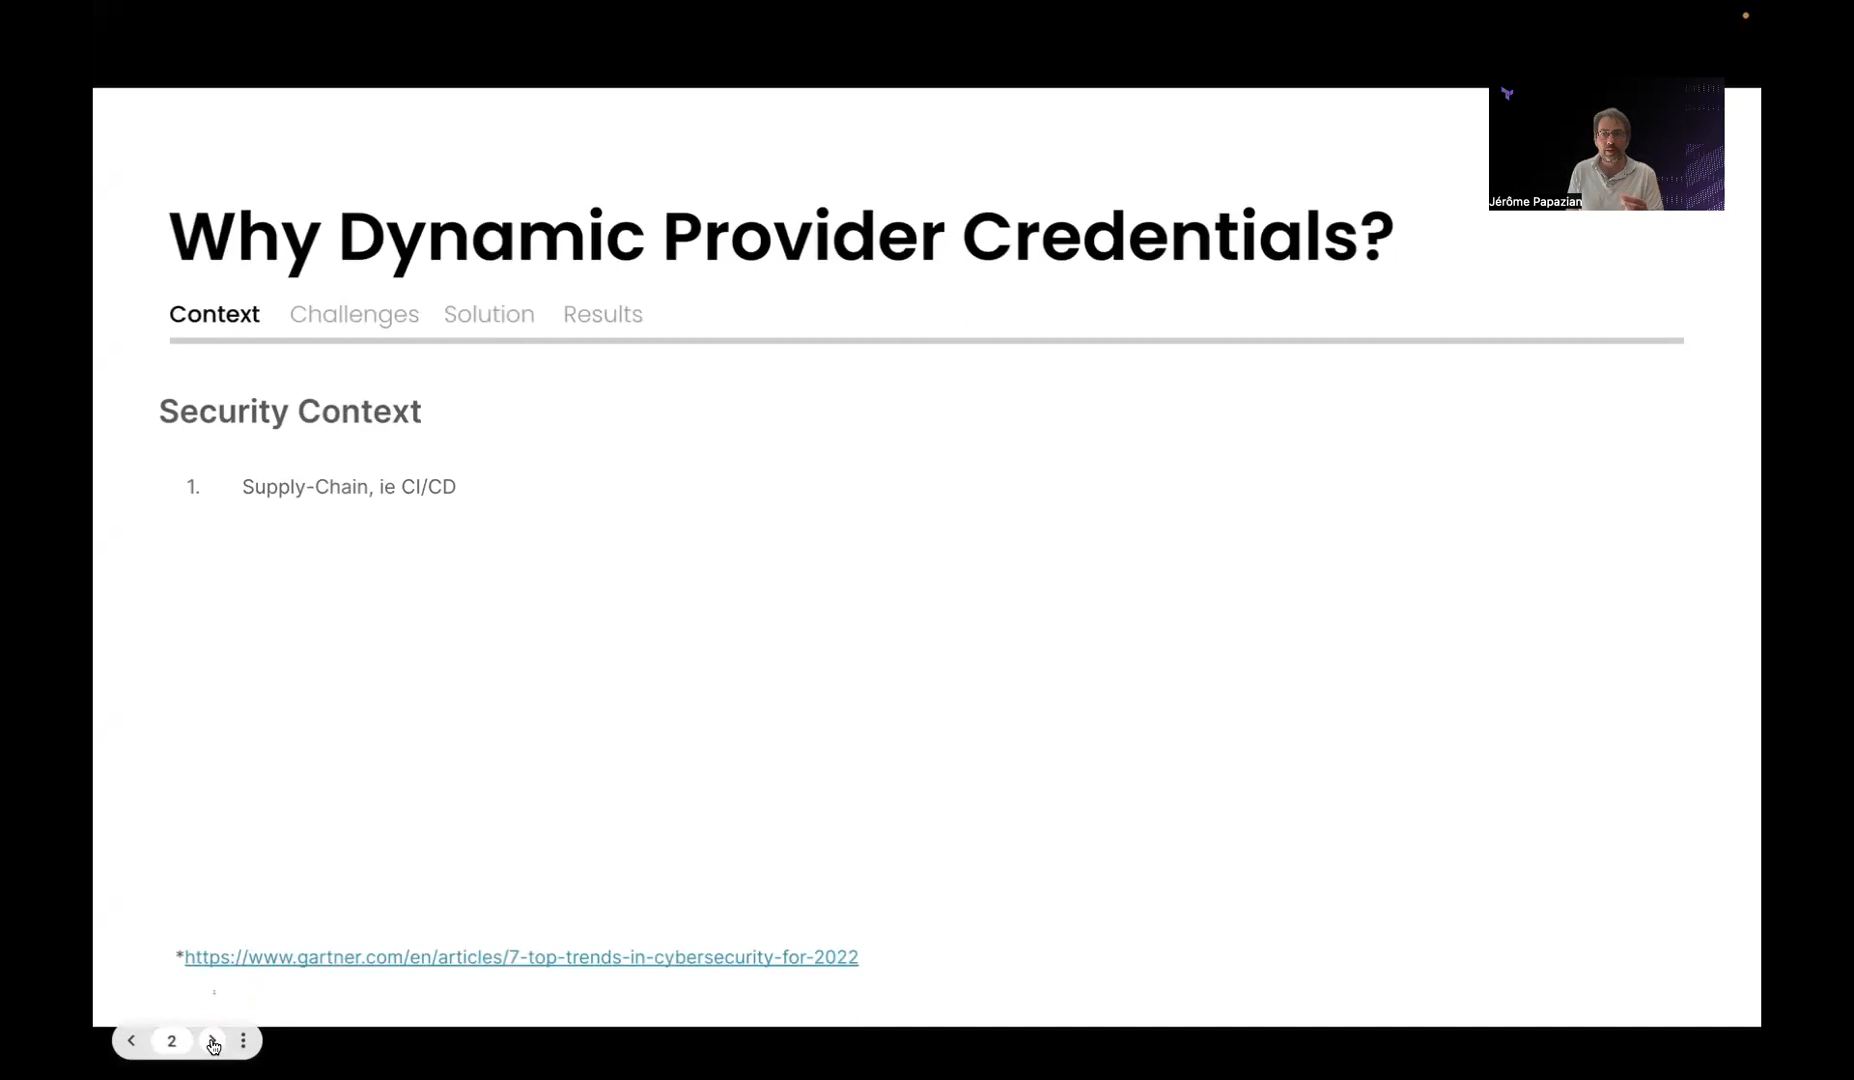 Jérôme Papazian
Why Dynamic Provider Credentials?
Context Challenges Solution Results
Security Context
1. Supply-Chain, ie CI/CD
*https://www.gartner.com/en/articles/7-top-trends-in-cybersecurity-for-2022
2